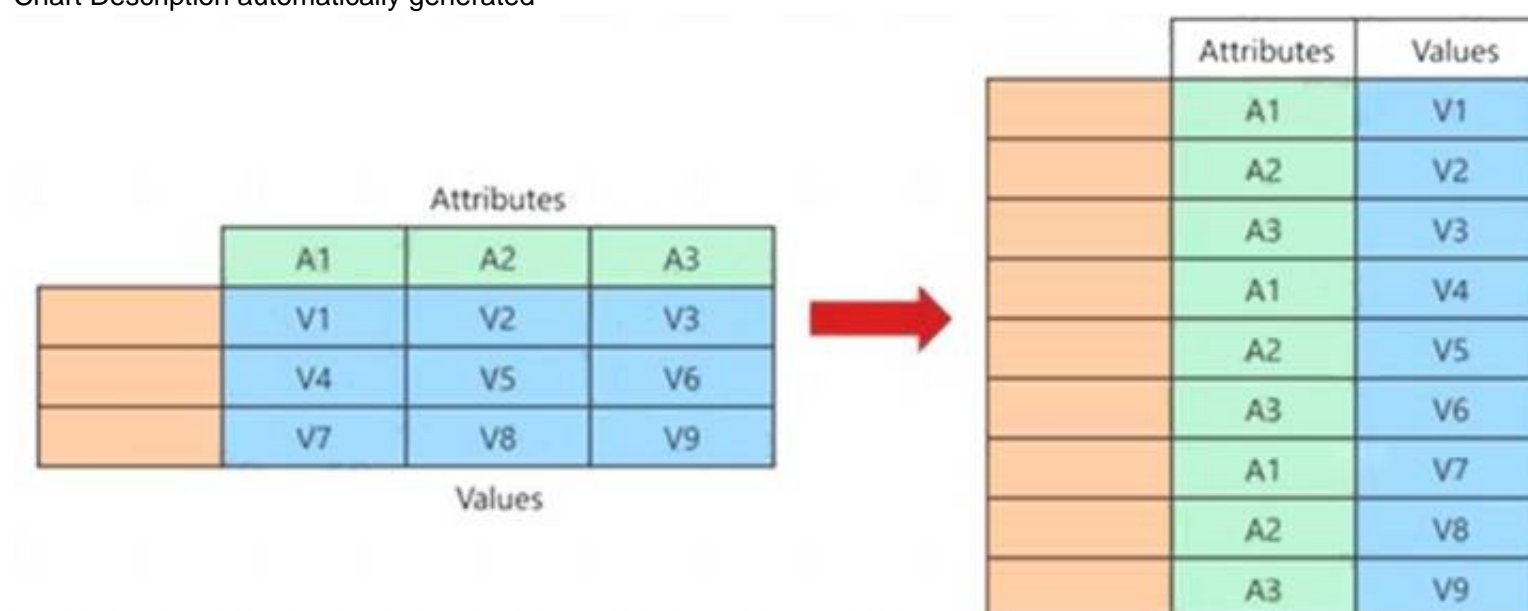 Chart Description automatically generated
Attributes
A1 A2 A3
V1 V2 V3
V4 V5 V6
V7 V8 V9
Values
Attributes Values
A1 V1
A2 V2
A3 V3
A1 V4
A2 V5
A3 V6
A1 V7
A2 V8
A3 V9